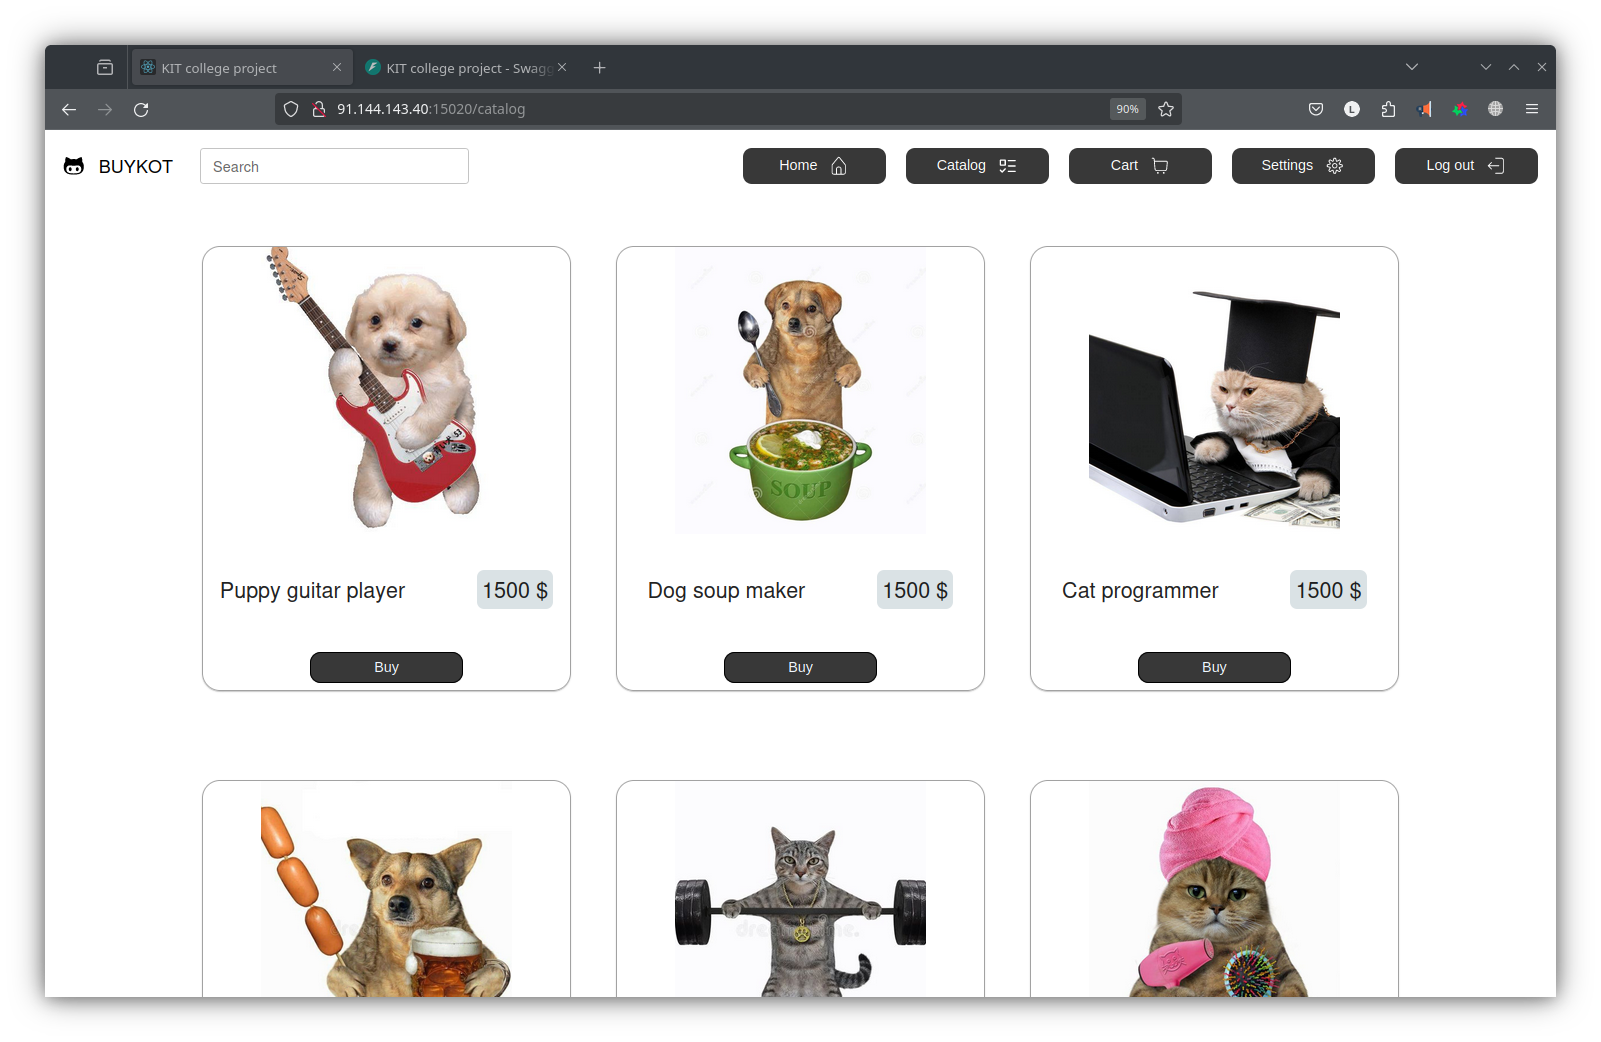 KIT college project
KIT college project - Swagg
91.144.143.40:15020/catalog
90%
L
BUYKOT
Search
Home
Catalog
Cart
Settings
Log out
SOUP
Puppy guitar player
1500 $
Dog soup maker
1500 $
Cat programmer
1500 $
Buy
Buy
Buy